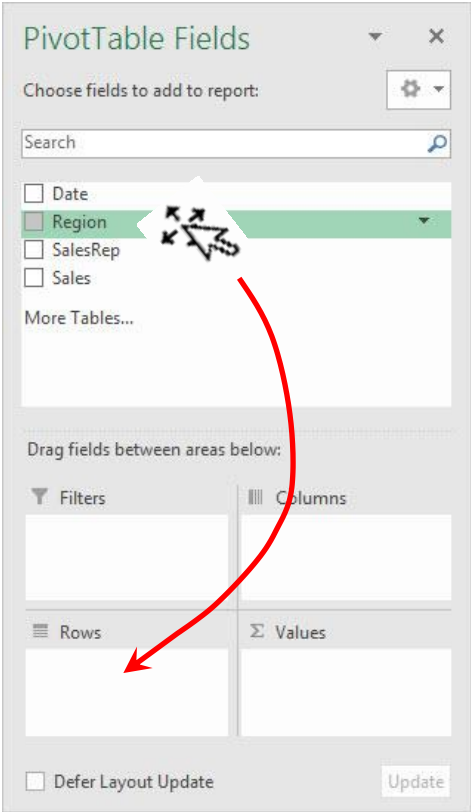 PivotTable Fields
Choose fields to add to report:
Search
Date
Region
SalesRep
Sales
More Tables...
Drag fields between areas below:
Filters
Columns
Rows
Σ Values
Defer Layout Update
Update